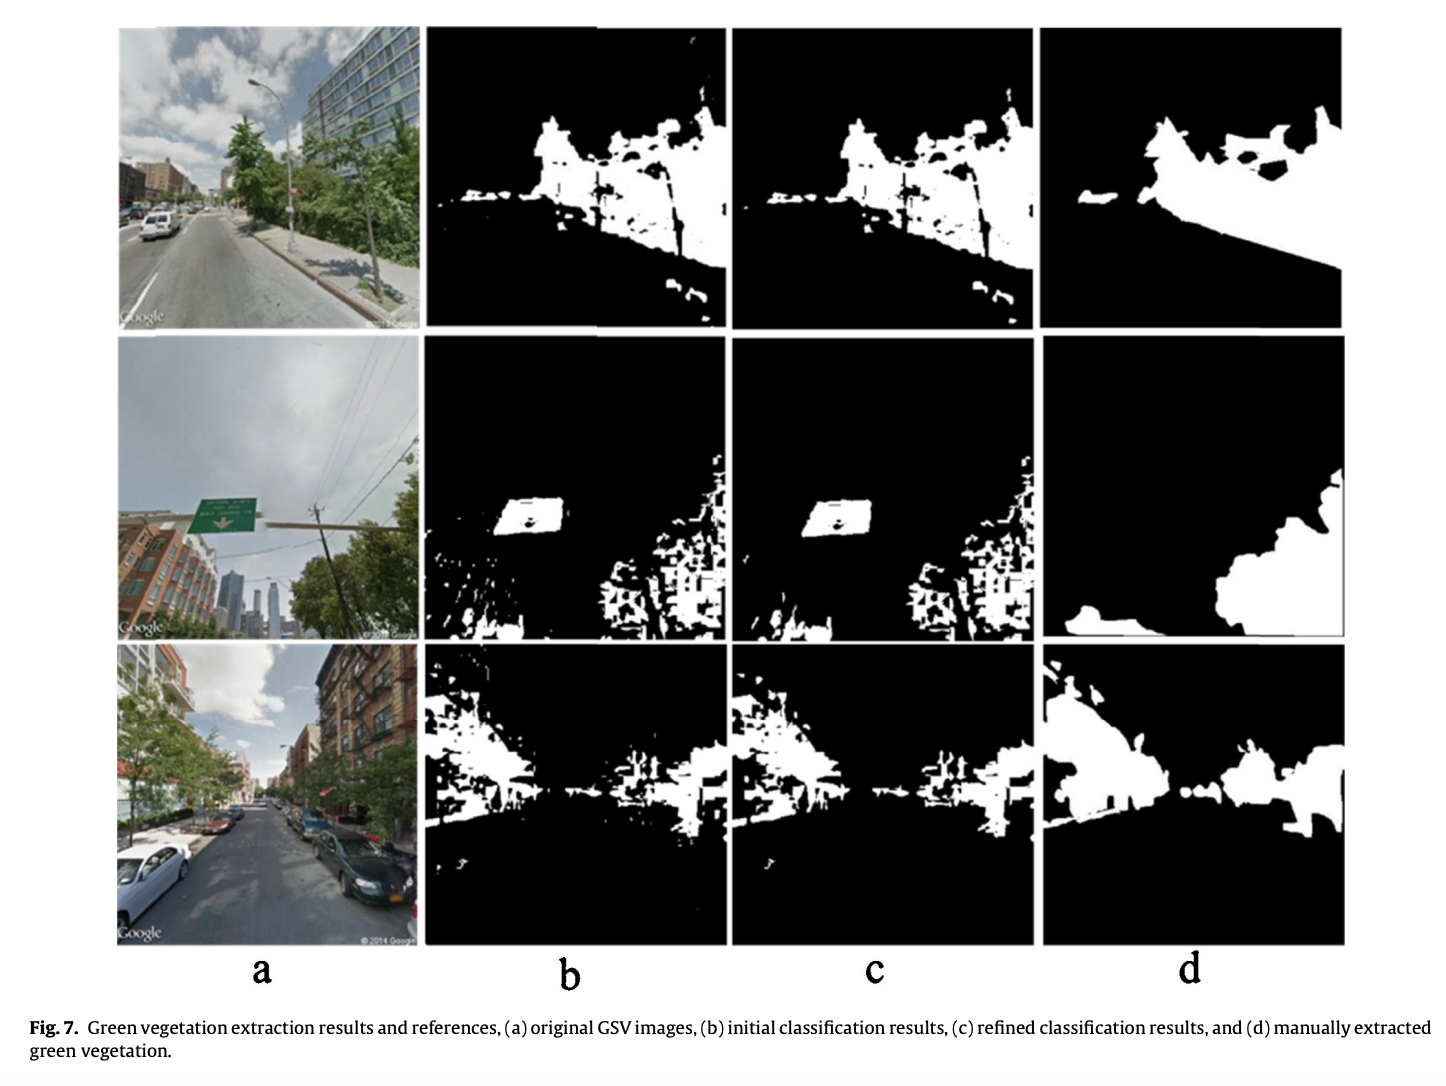 Google
Google
Google
© 2014 Google
a
b
c
d
Fig. 7. Green vegetation extraction results and references, (a) original GSV images, (b) initial classification results, (c) refined classification results, and (d) manually extracted
green vegetation.